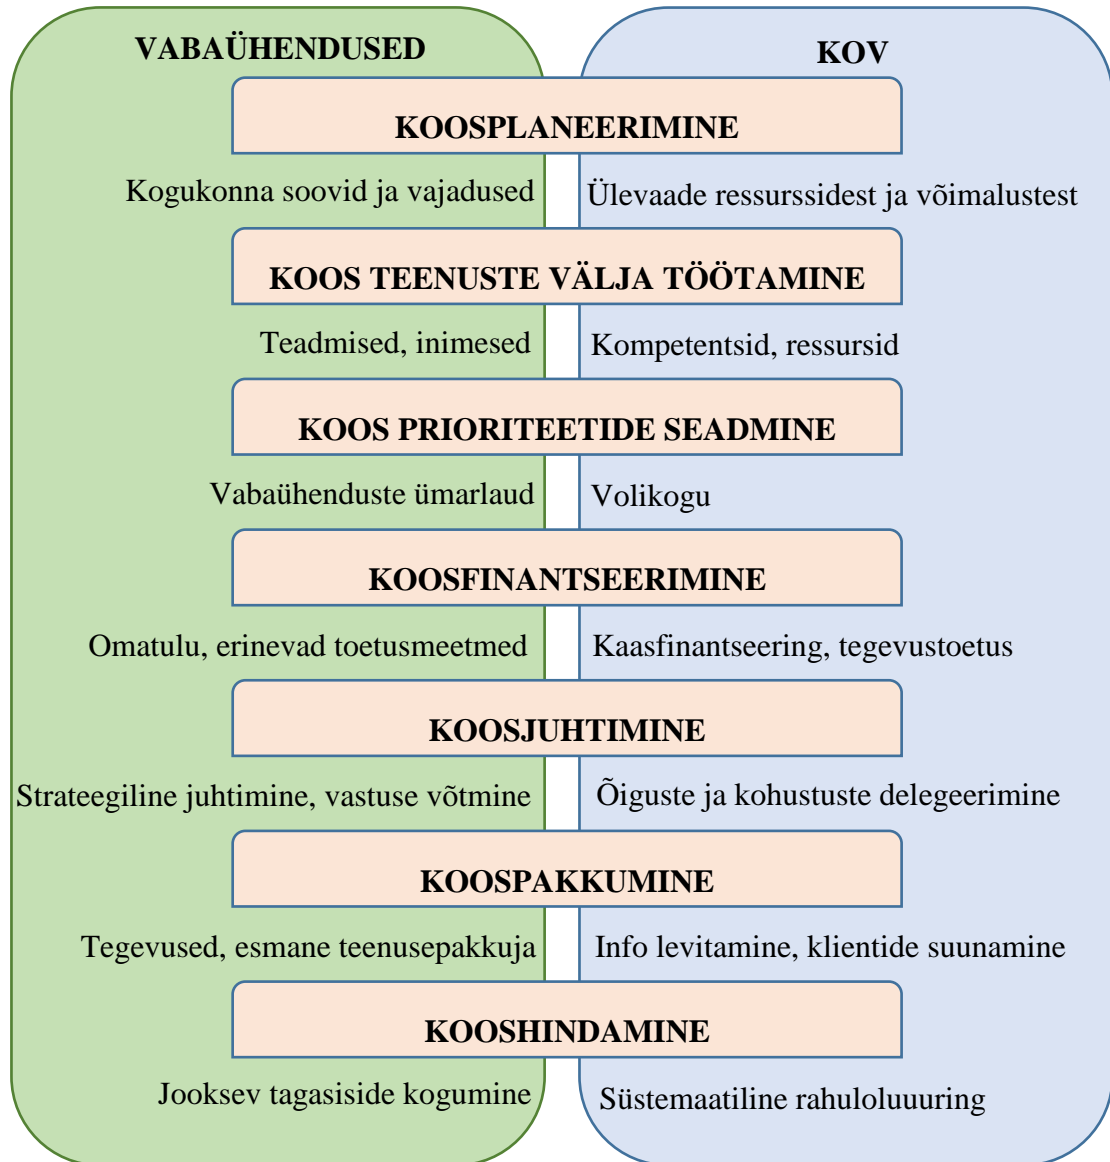 VABAÜHENDUSED
KOV
KOOSPLANEERIMINE
Kogukonna soovid ja vajadused
Ülevaade ressurssidest ja võimalustest
KOOS TEENUSTE VÄLJA TÖÖTAMINE
Teadmised, inimesed
Kompetentsid, ressursid
KOOS PRIORITEETIDE SEADMINE
Vabaühenduste ümarlaud
Volikogu
KOOSFINANTSEERIMINE
Omatulu, erinevad toetusmeetmed
Kaasfinantseering, tegevustoetus
KOOSJUHTIMINE
Strateegiline juhtimine, vastuse võtmine
Õiguste ja kohustuste delegeerimine
KOOSPAKKUMINE
Tegevused, esmane teenusepakkuja
Info levitamine, klientide suunamine
KOOSHINDAMINE
Jooksev tagasiside kogumine
Süstemaatiline rahuloluuuring